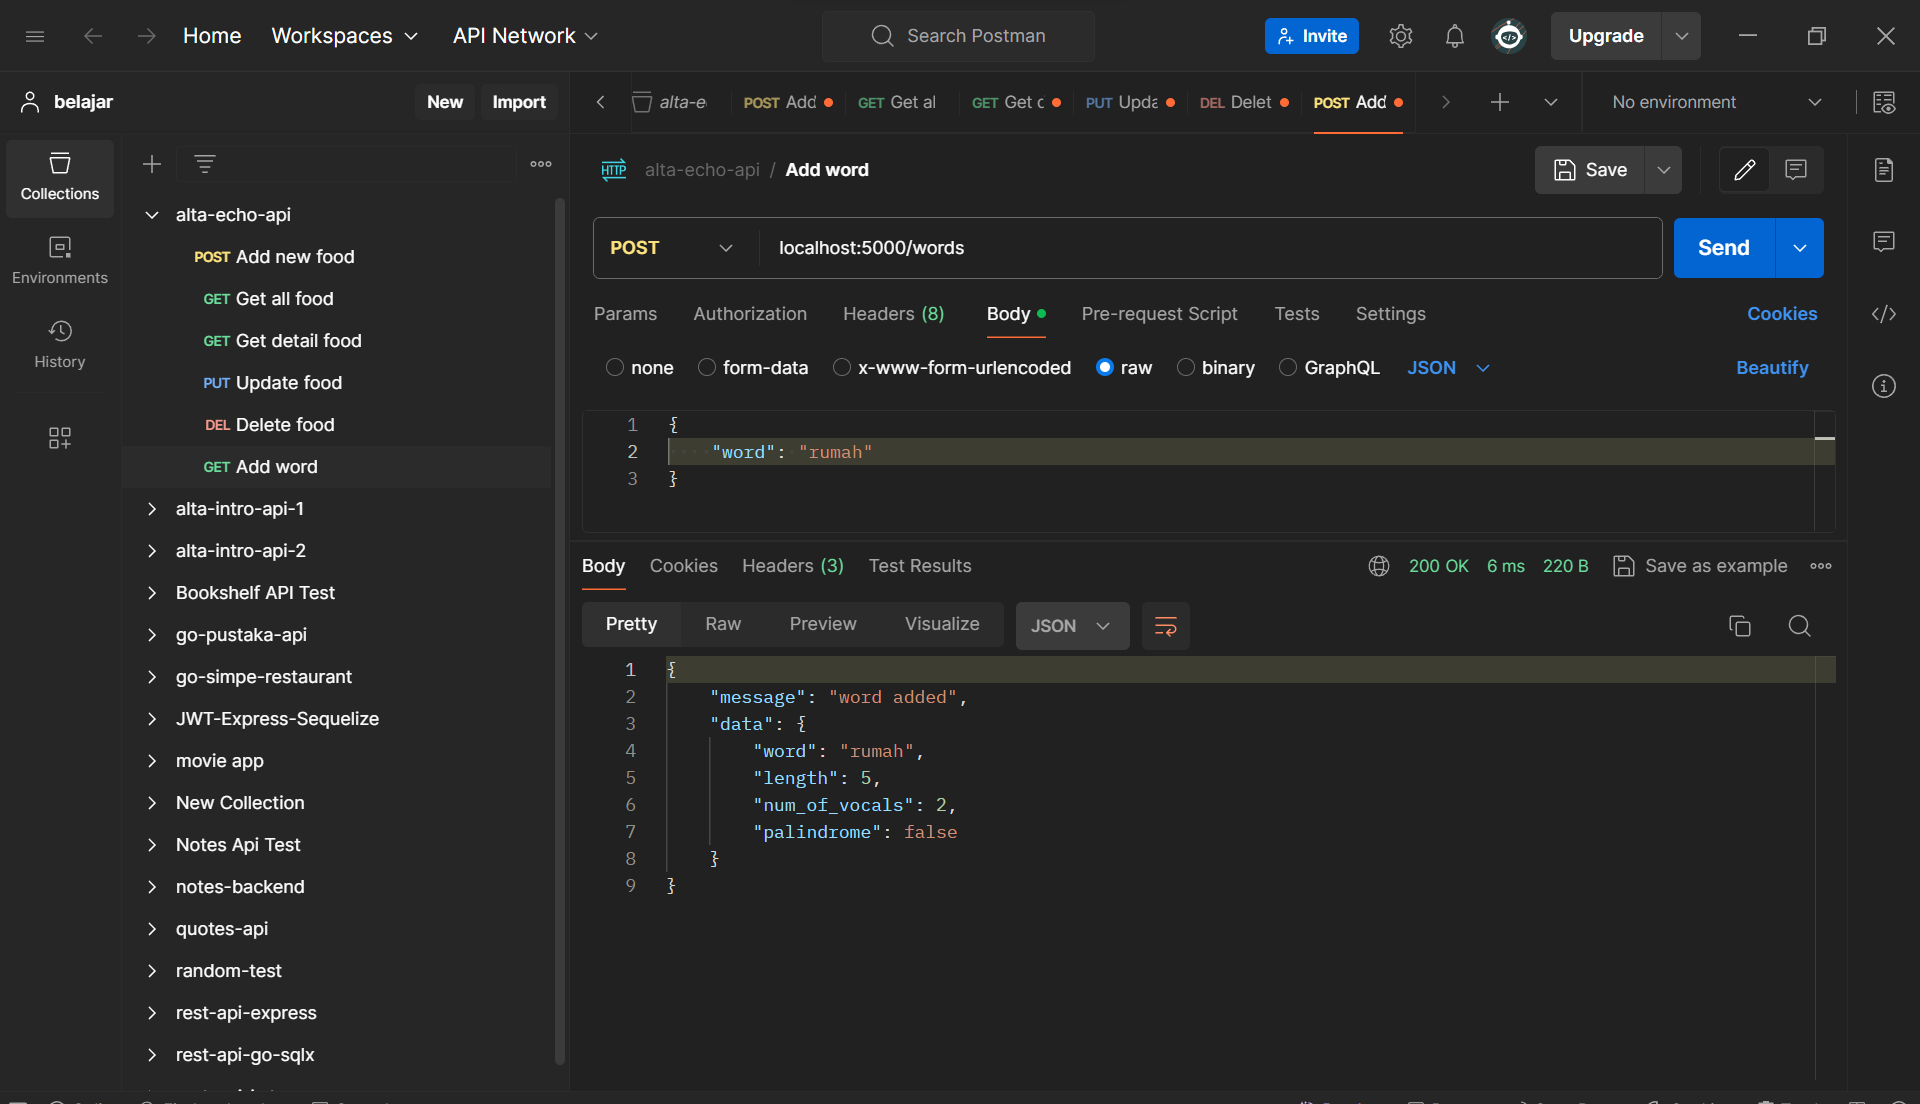 Home Workspaces API Network Search Postman Invite Upgrade
belajar New Import
alta-e POST Add GET Get al GET Get c PUT Upda DEL Delet POST Add No environment
Collections
Environments
History
alta-echo-api
POST Add new food
GET Get all food
GET Get detail food
PUT Update food
DEL Delete food
GET Add word
alta-intro-api-1
alta-intro-api-2
Bookshelf API Test
go-pustaka-api
go-simpe-restaurant
JWT-Express-Sequelize
movie app
New Collection
Notes Api Test
notes-backend
quotes-api
random-test
rest-api-express
rest-api-go-sqlx
HTTP alta-echo-api / Add word Save
POST localhost:5000/words Send
Params Authorization Headers (8) Body Pre-request Script Tests Settings Cookies
none form-data x-www-form-urlencoded raw binary GraphQL JSON Beautify
1 {
2 "word": "rumah"
3 }
Body Cookies Headers (3) Test Results 200 OK 6 ms 220 B Save as example
Pretty Raw Preview Visualize JSON
1 {
2 "message": "word added",
3 "data": {
4 "word": "rumah",
5 "length": 5,
6 "num_of_vocals": 2,
7 "palindrome": false
8 }
9 }